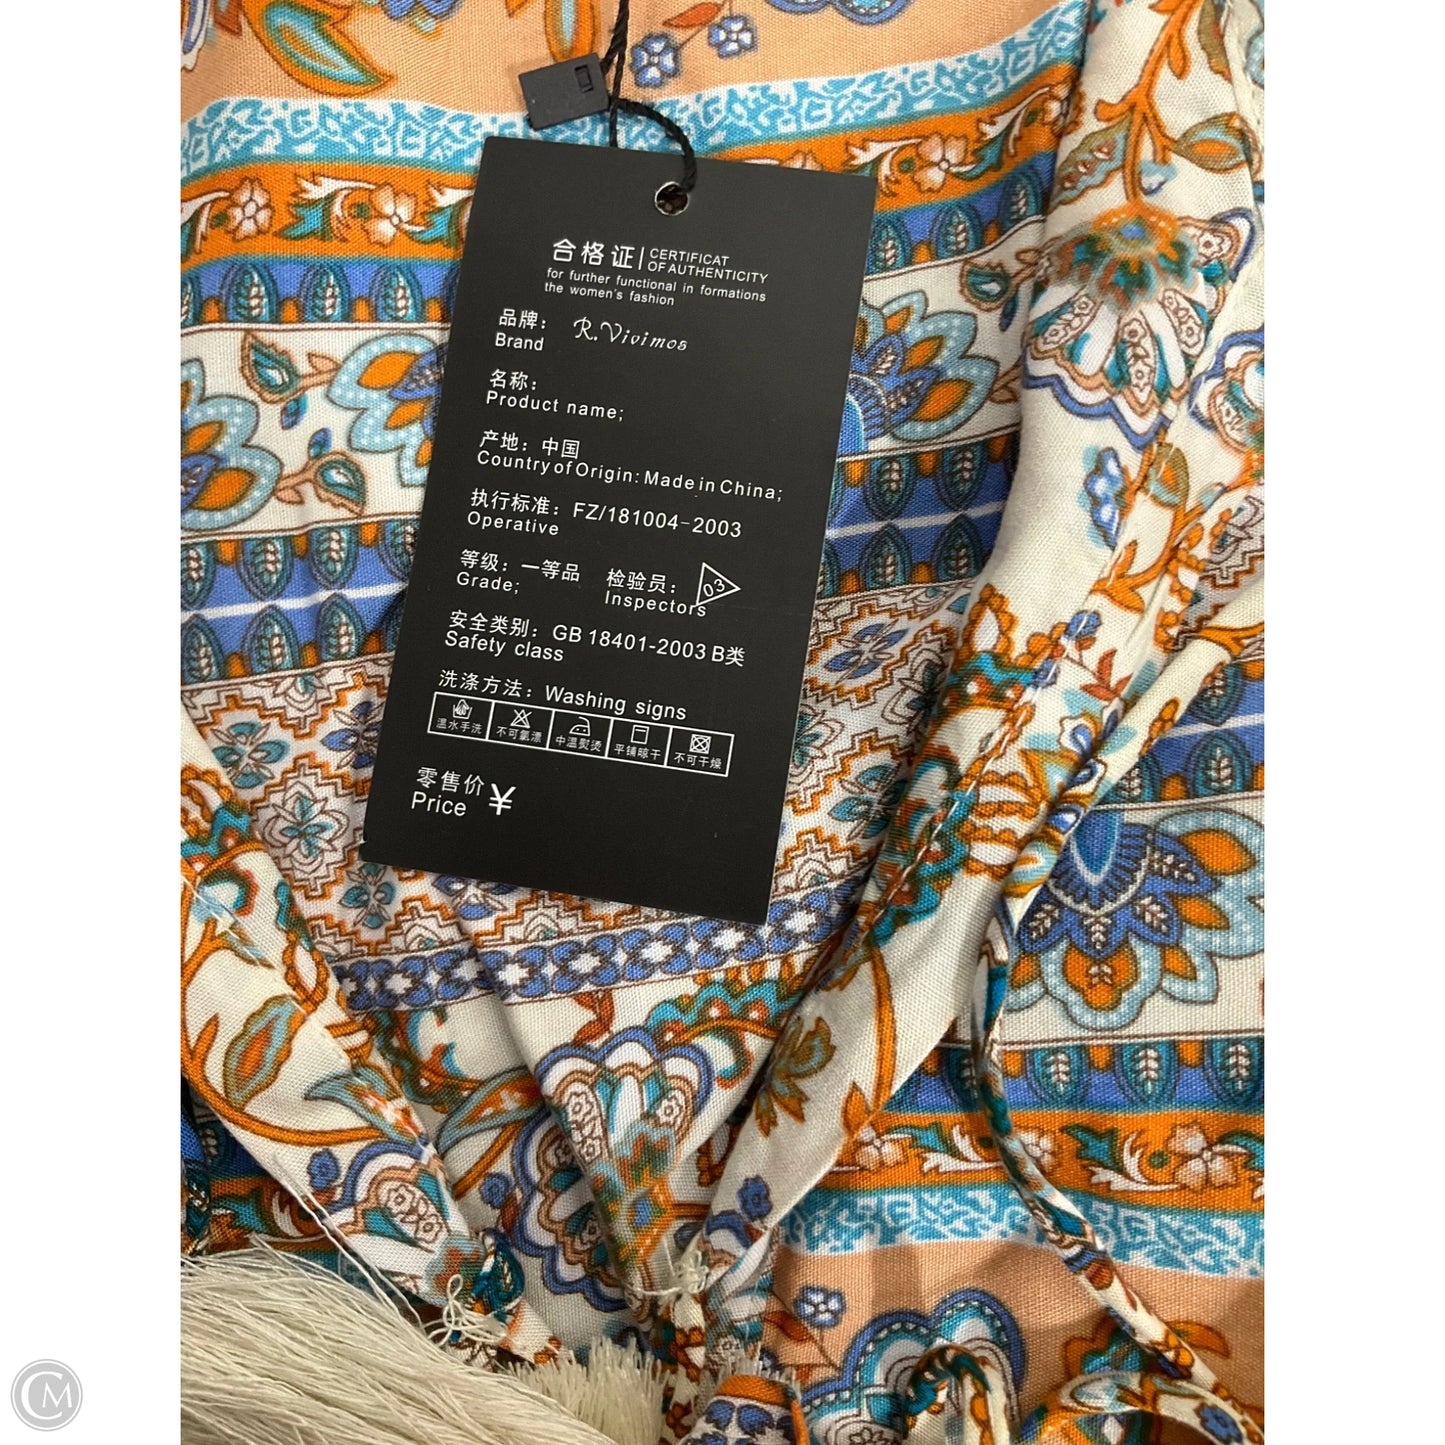 合格证 CERTIFICAT
OF AUTHENTICITY
for further functional in formations
the women's fashion
品牌: R.Vivimos
Brand
名称:
Product name;
产地: 中国
Country of Origin: Made in China;
执行标准: FZ/181004-2003
Operative
等级: 一等品 检验员: 03
Grade; Inspectors
安全类别: GB 18401-2003 B类
Safety class
洗涤方法: Washing signs
温水手洗 不可氯漂 中温熨烫 平铺晾干 不可干燥
零售价 ¥
Price
CM